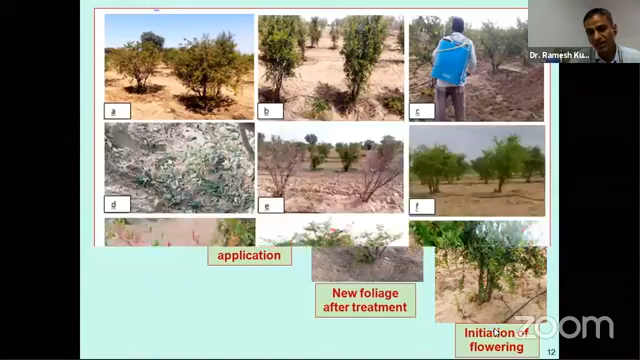 Dr. Ramesh Ku...
a
b
c
d
e
f
application
New foliage
after treatment
Initiation of
flowering
zoom
12